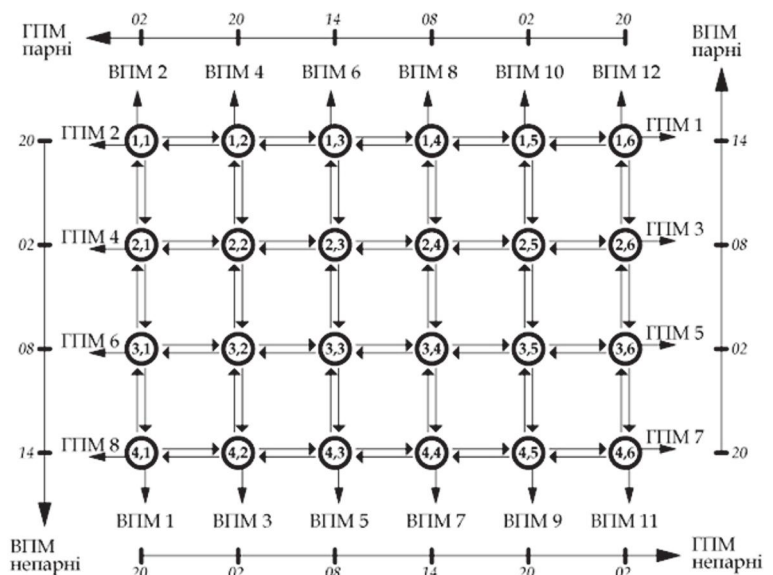 02 20 14 08 02 20
ГПМ
парні
ВПМ
парні
ВПМ 2 ВПМ 4 ВПМ 6 ВПМ 8 ВПМ 10 ВПМ 12
20 ГПМ 2 1,1 1,2 1,3 1,4 1,5 1,6 ГПМ 1 14
02 ГПМ 4 2,1 2,2 2,3 2,4 2,5 2,6 ГПМ 3 08
08 ГПМ 6 3,1 3,2 3,3 3,4 3,5 3,6 ГПМ 5 02
14 ГПМ 8 4,1 4,2 4,3 4,4 4,5 4,6 ГПМ 7 20
ВПМ 1 ВПМ 3 ВПМ 5 ВПМ 7 ВПМ 9 ВПМ 11
ВПМ
непарні
ГПМ
непарні
20 02 08 14 20 02